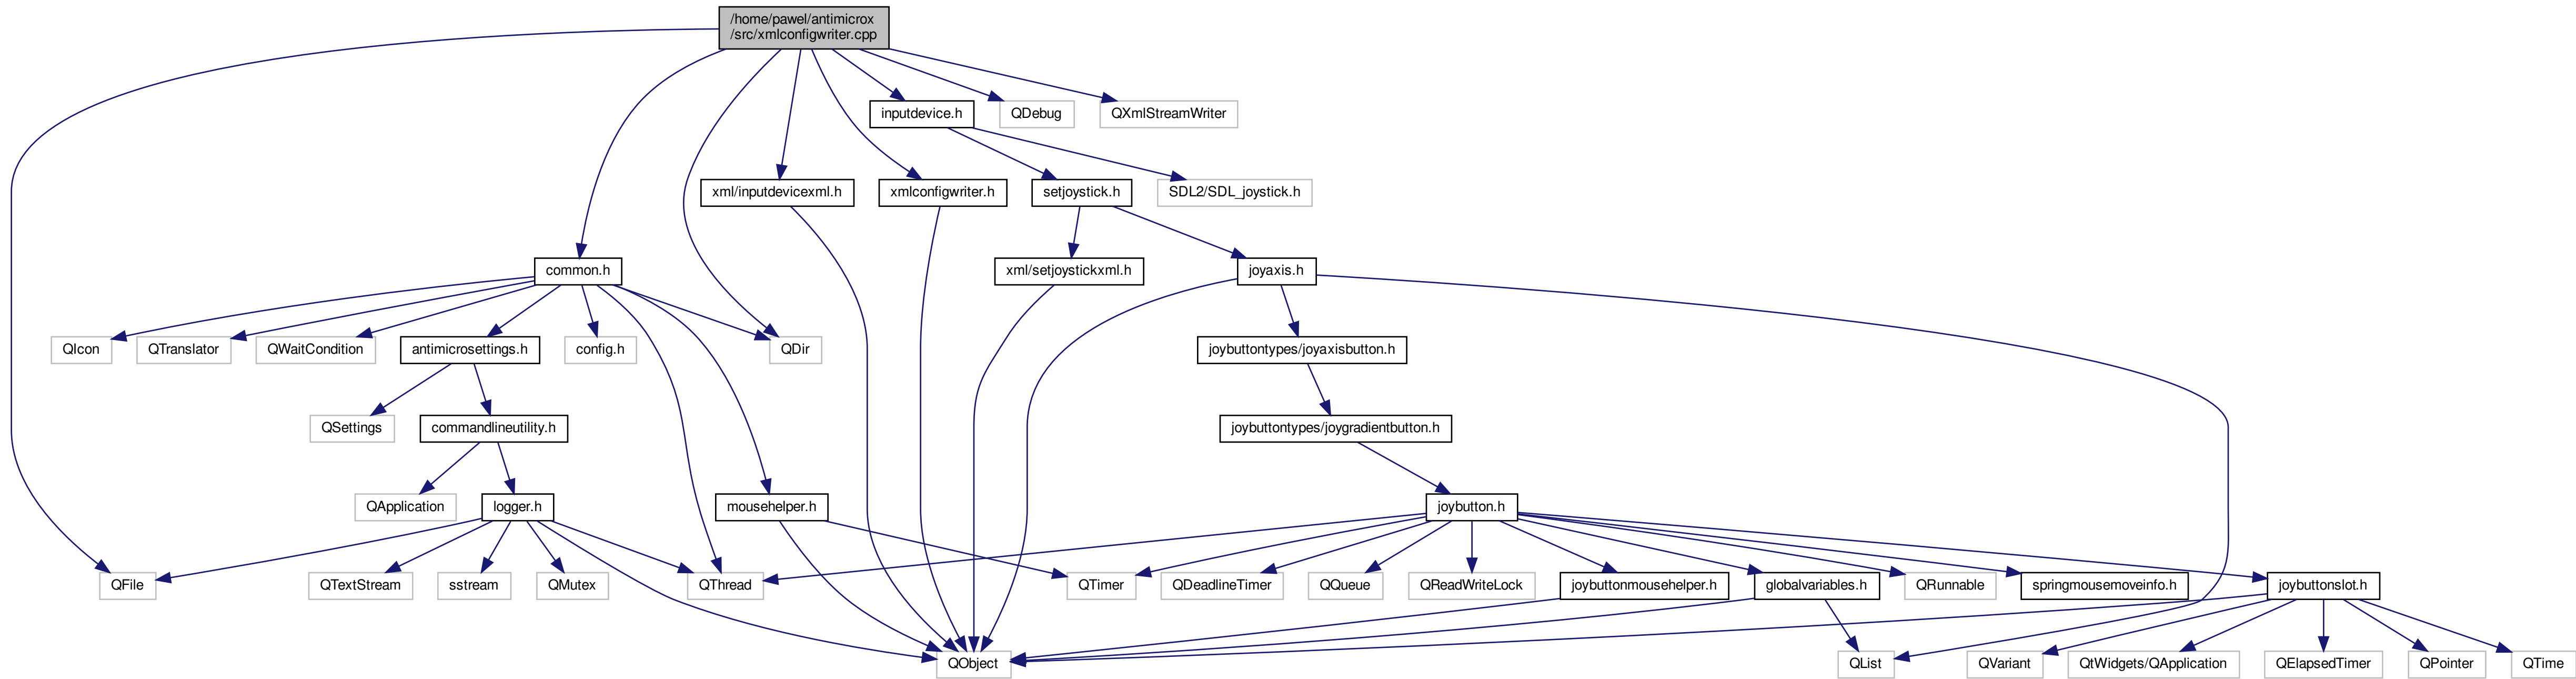 /home/pawel/antimicrox
/src/xmlconfigwriter.cpp
inputdevice.h
QDebug
QXmlStreamWriter
xml/inputdevicexml.h
xmlconfigwriter.h
setjoystick.h
SDL2/SDL_joystick.h
common.h
xml/setjoystickxml.h
joyaxis.h
QIcon
QTranslator
QWaitCondition
antimicrosettings.h
config.h
QDir
joybuttontypes/joyaxisbutton.h
QSettings
commandlineutility.h
joybuttontypes/joygradientbutton.h
QApplication
logger.h
mousehelper.h
joybutton.h
QFile
QTextStream
sstream
QMutex
QThread
QTimer
QDeadlineTimer
QQueue
QReadWriteLock
joybuttonmousehelper.h
globalvariables.h
QRunnable
springmousemoveinfo.h
joybuttonslot.h
QObject
QList
QVariant
QtWidgets/QApplication
QElapsedTimer
QPointer
QTime